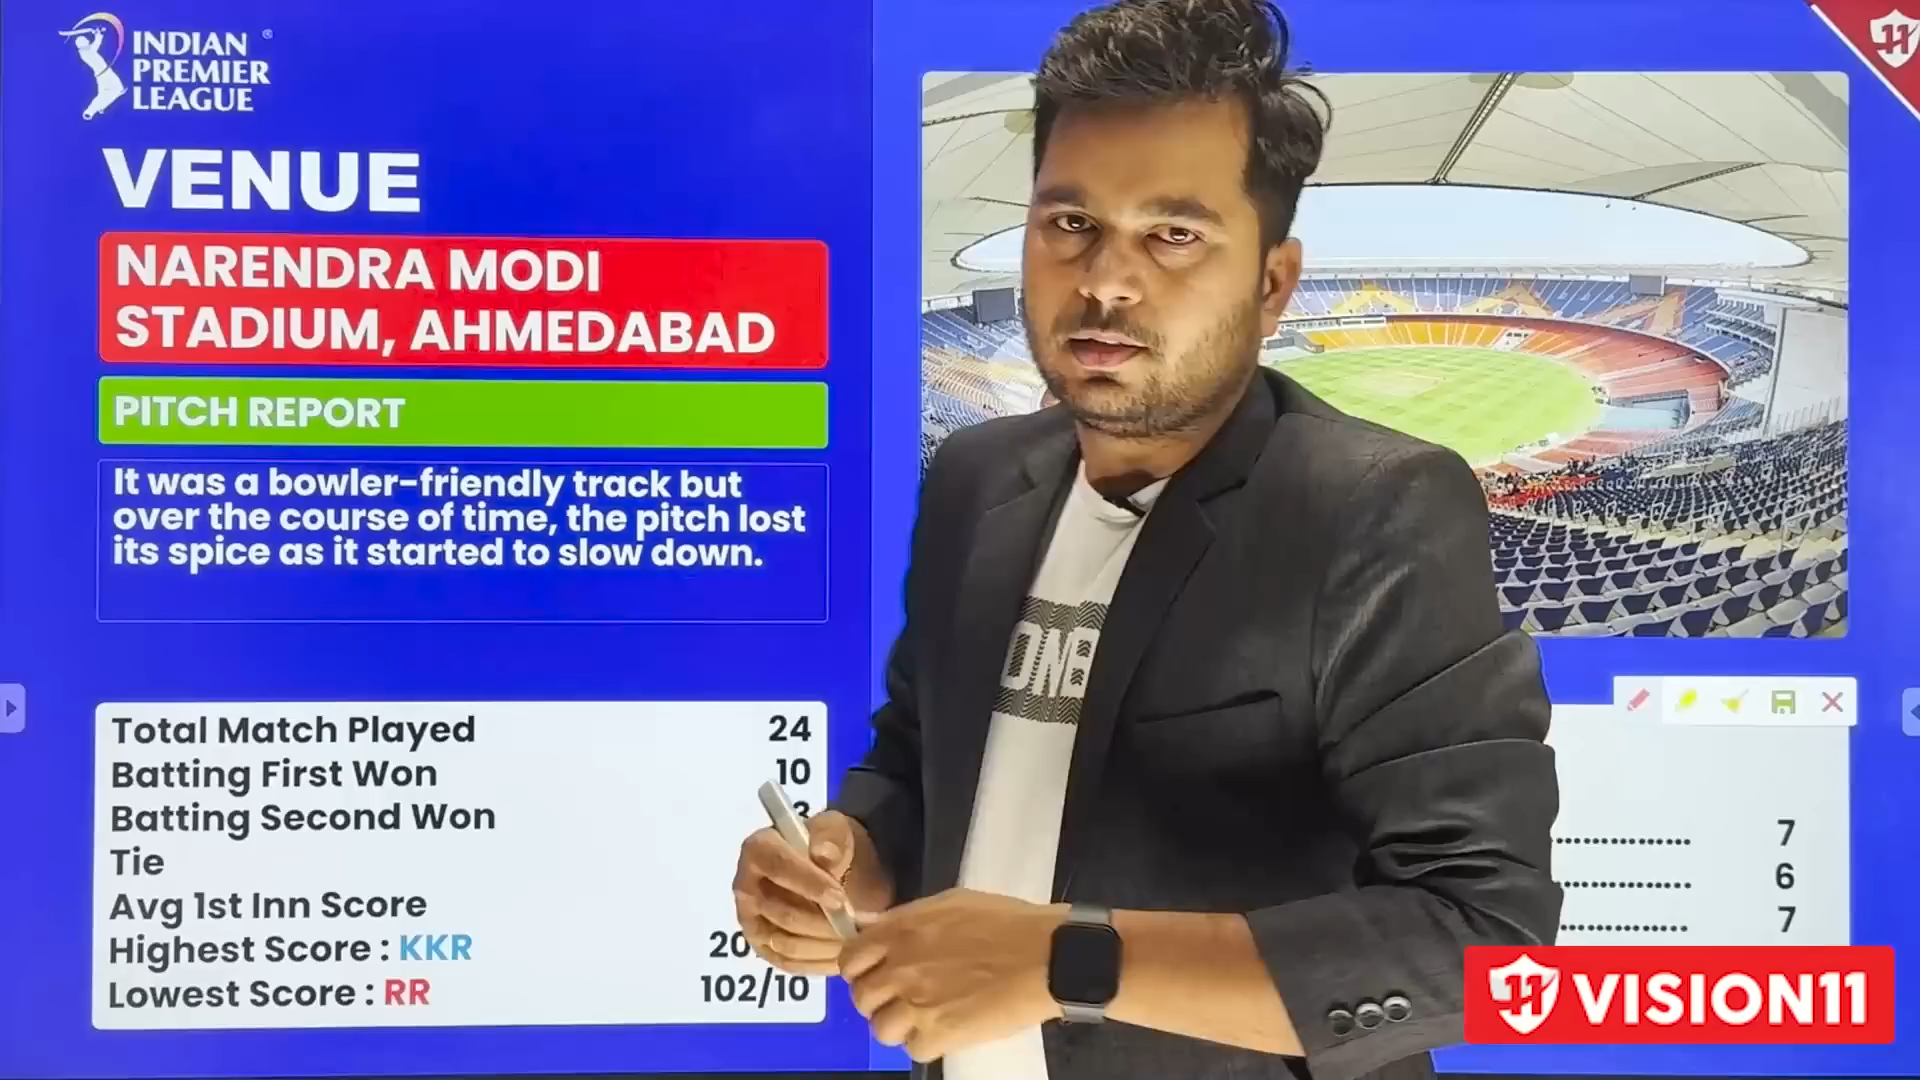 INDIAN
PREMIER
LEAGUE
VENUE
NARENDRA MODI
STADIUM, AHMEDABAD
PITCH REPORT
It was a bowler-friendly track but
over the course of time, the pitch lost
its spice as it started to slow down.
Total Match Played 24
Batting First Won 10
Batting Second Won
Tie
Avg 1st Inn Score
Highest Score : KKR
Lowest Score : RR 102/10
7
6
7
11
VISION11